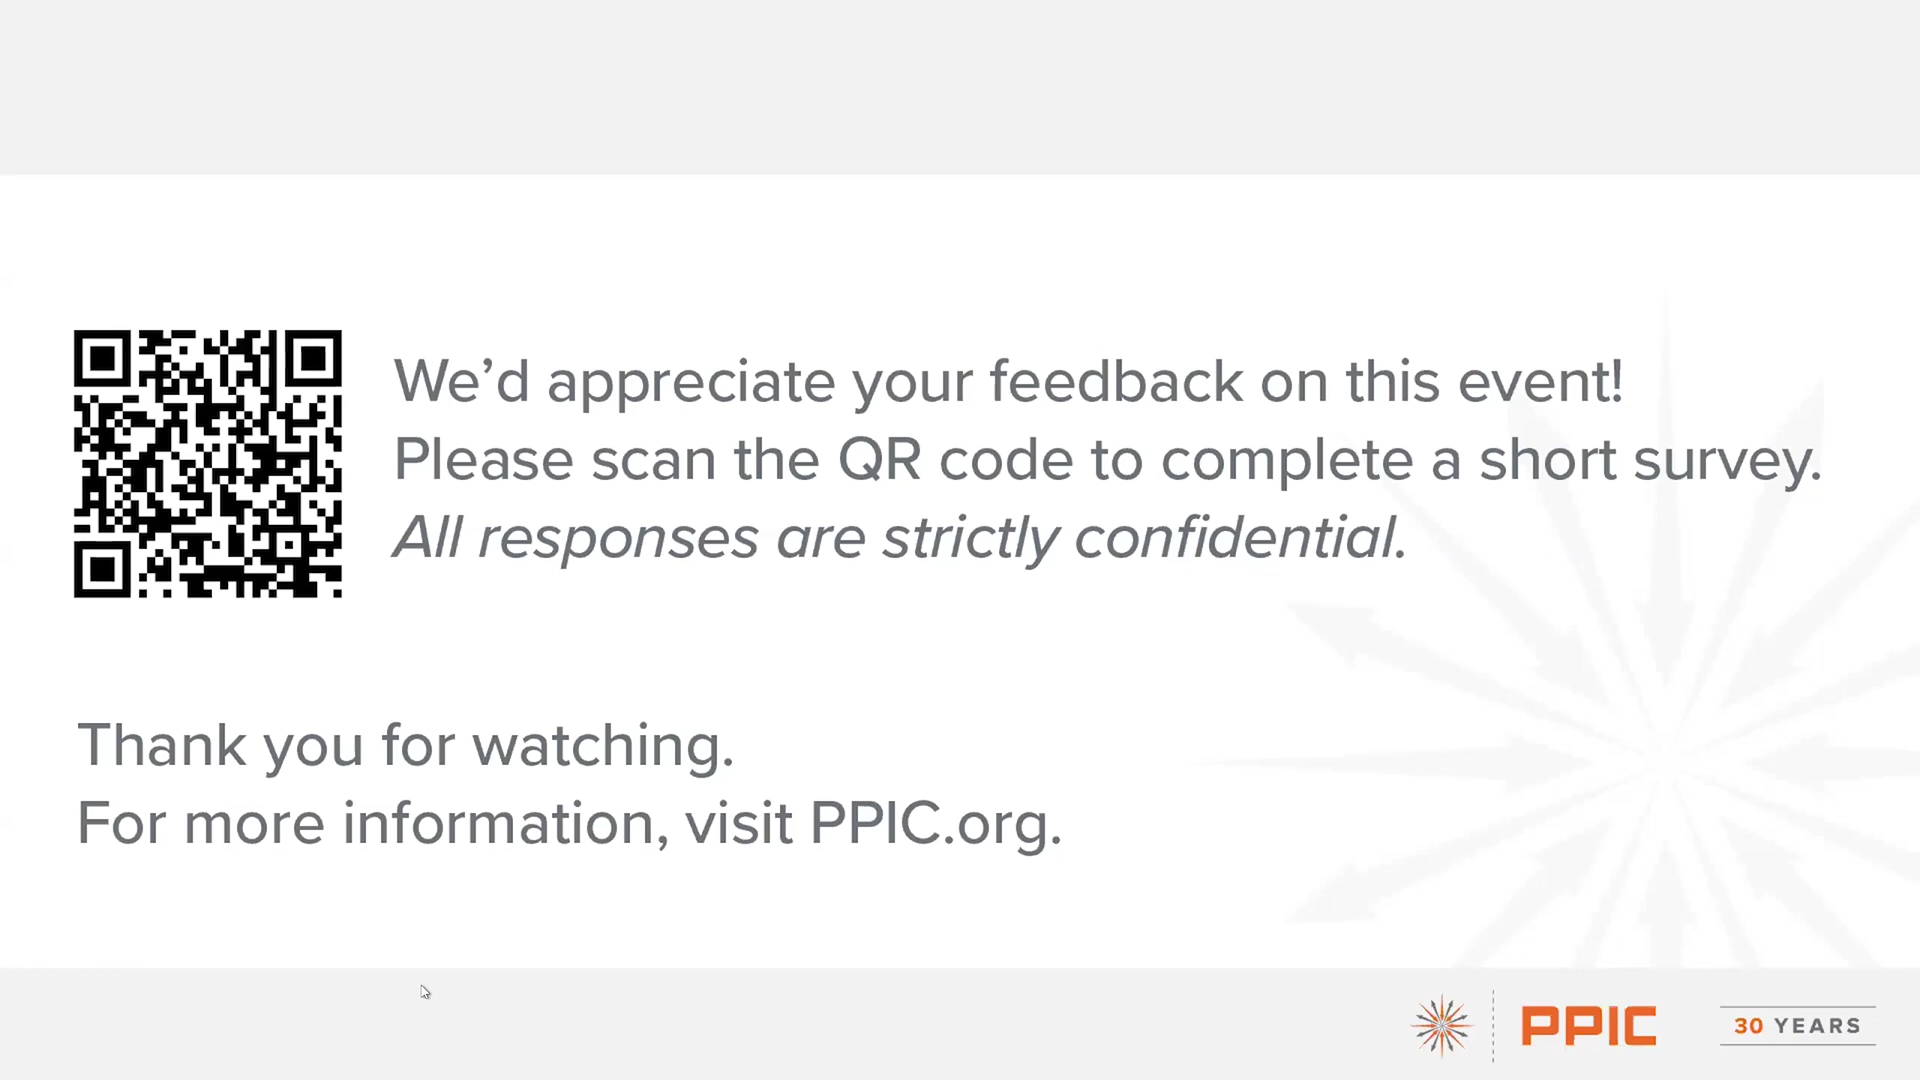 We’d appreciate your feedback on this event!
Please scan the QR code to complete a short survey.
All responses are strictly confidential.
Thank you for watching.
For more information, visit PPIC.org.
PPIC
30 YEARS